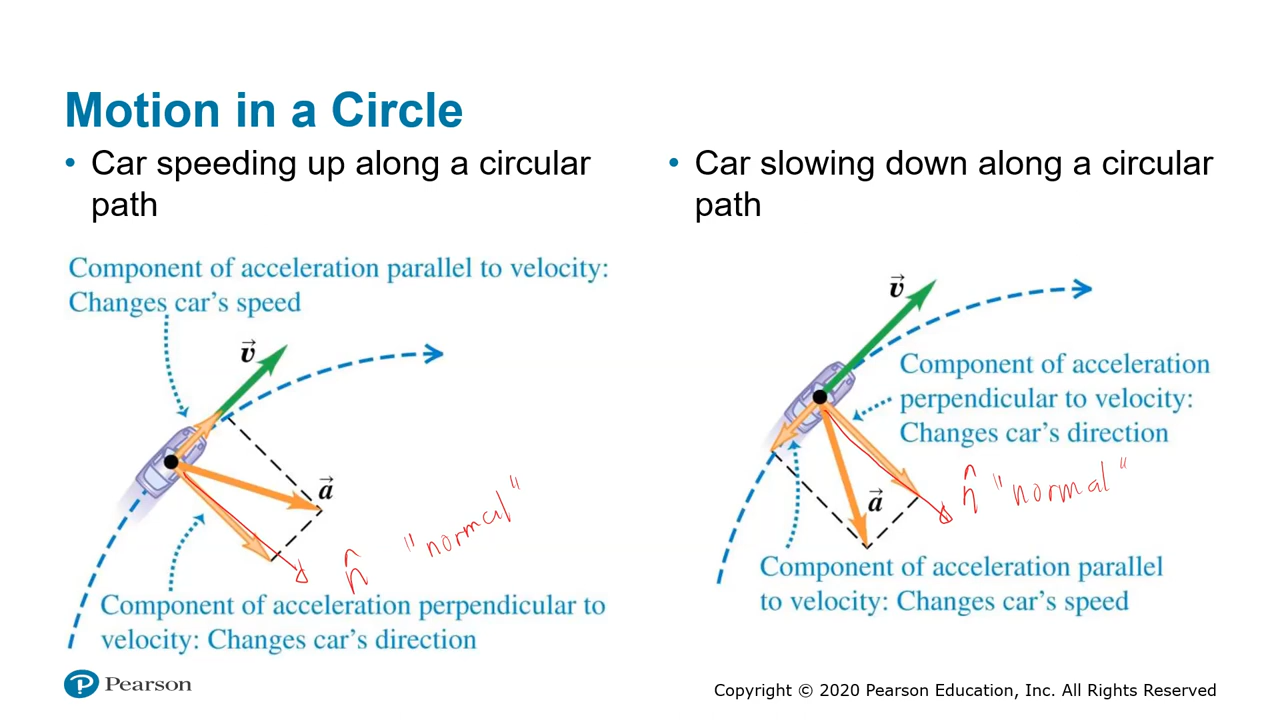 Motion in a Circle
• Car speeding up along a circular
path
Component of acceleration parallel to velocity:
Changes car's speed
v⃗
a⃗
n̂ "normal"
Component of acceleration perpendicular to
velocity: Changes car's direction
• Car slowing down along a circular
path
v⃗
Component of acceleration
perpendicular to velocity:
Changes car's direction
a⃗
n̂ "normal"
Component of acceleration parallel
to velocity: Changes car's speed
Pearson
Copyright © 2020 Pearson Education, Inc. All Rights Reserved